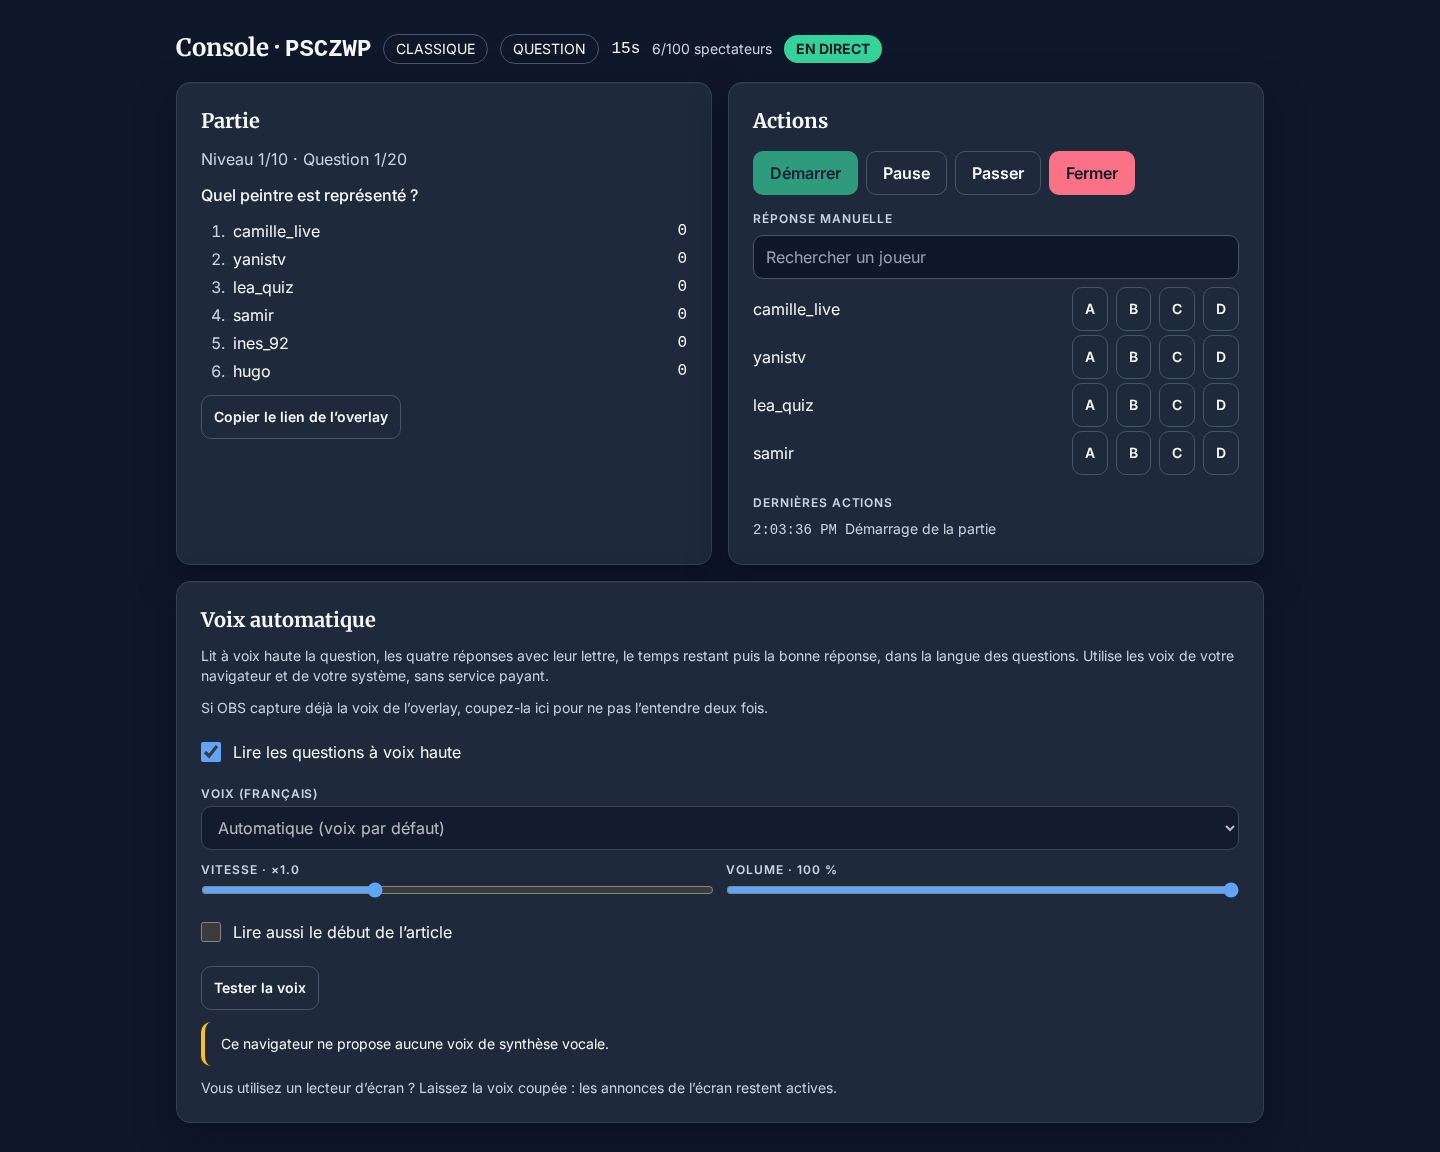 Console · PSCZWP CLASSIQUE QUESTION 15s 6/100 spectateurs EN DIRECT
Partie
Niveau 1/10 · Question 1/20
Quel peintre est représenté ?
1. camille_live 0
2. yanistv 0
3. lea_quiz 0
4. samir 0
5. ines_92 0
6. hugo 0
Copier le lien de l’overlay
Actions
Démarrer Pause Passer Fermer
RÉPONSE MANUELLE
Rechercher un joueur
camille_live A B C D
yanistv A B C D
lea_quiz A B C D
samir A B C D
DERNIÈRES ACTIONS
2:03:36 PM Démarrage de la partie
Voix automatique
Lit à voix haute la question, les quatre réponses avec leur lettre, le temps restant puis la bonne réponse, dans la langue des questions. Utilise les voix de votre
navigateur et de votre système, sans service payant.
Si OBS capture déjà la voix de l’overlay, coupez-la ici pour ne pas l’entendre deux fois.
Lire les questions à voix haute
VOIX (FRANÇAIS)
Automatique (voix par défaut)
VITESSE · ×1.0 VOLUME · 100 %
Lire aussi le début de l’article
Tester la voix
Ce navigateur ne propose aucune voix de synthèse vocale.
Vous utilisez un lecteur d’écran ? Laissez la voix coupée : les annonces de l’écran restent actives.